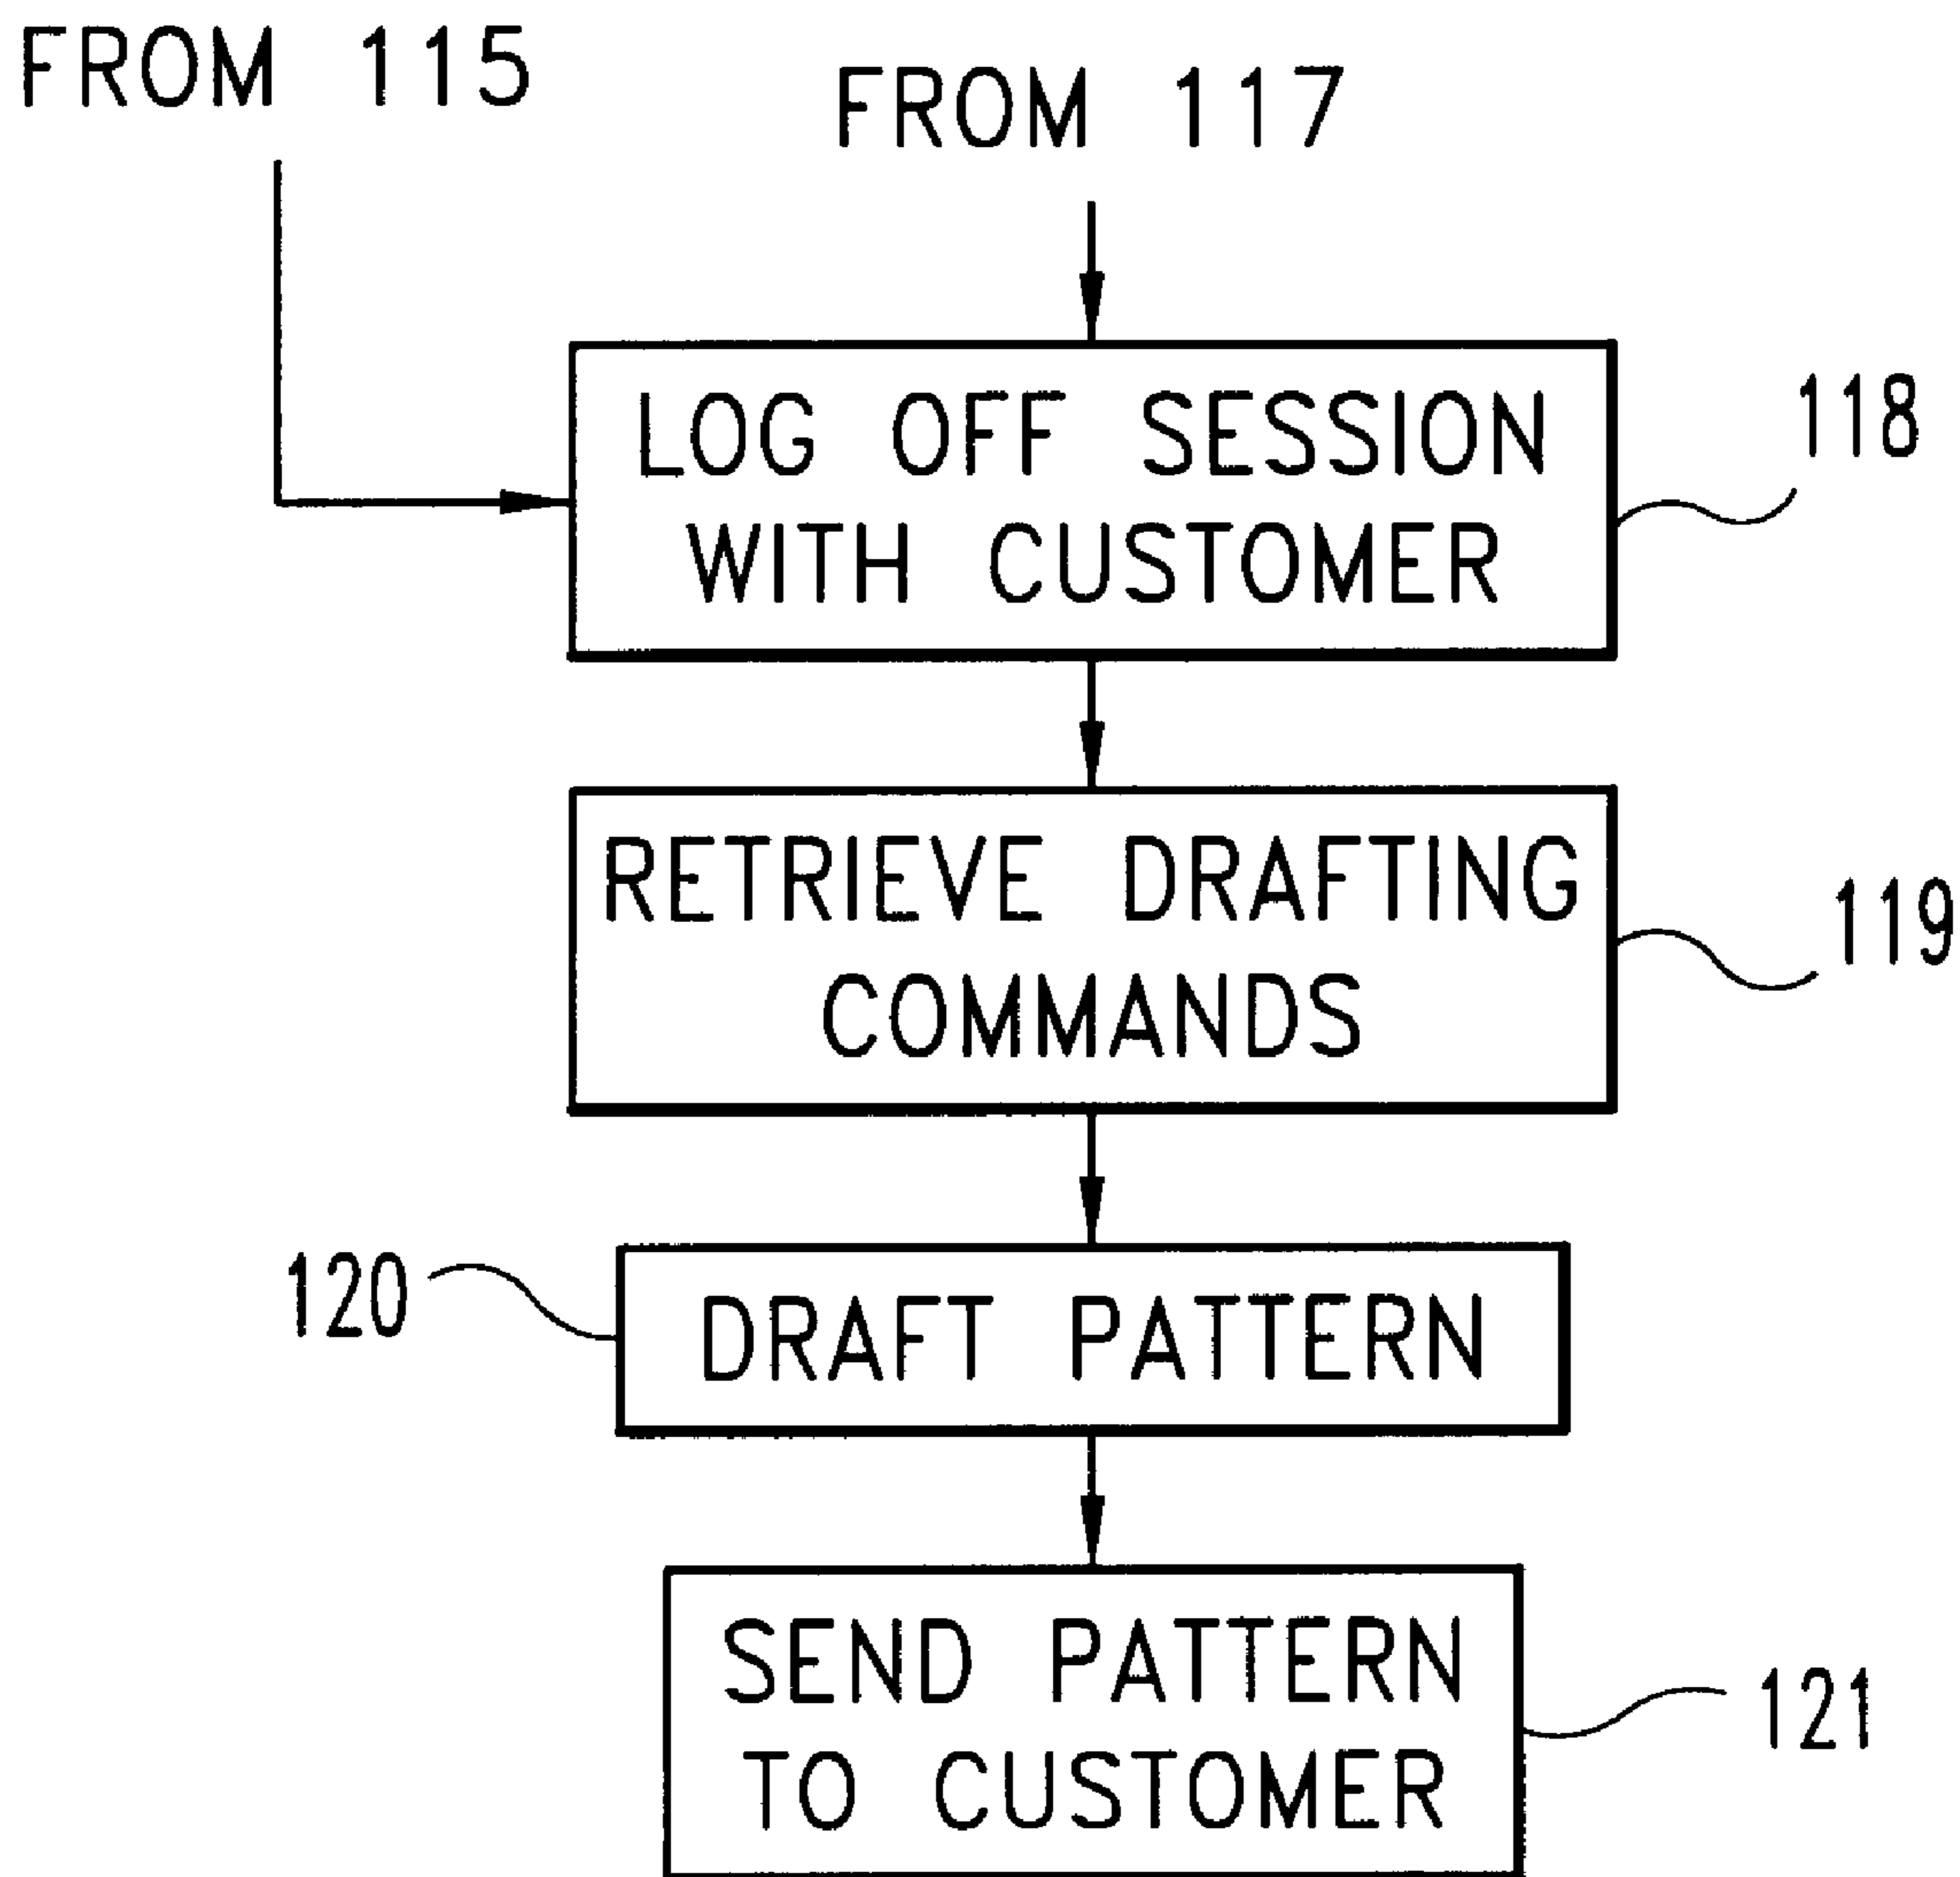 FROM 115
FROM 117
LOG OFF SESSION
WITH CUSTOMER
118
RETRIEVE DRAFTING
COMMANDS
119
120
DRAFT PATTERN
SEND PATTERN
TO CUSTOMER
121